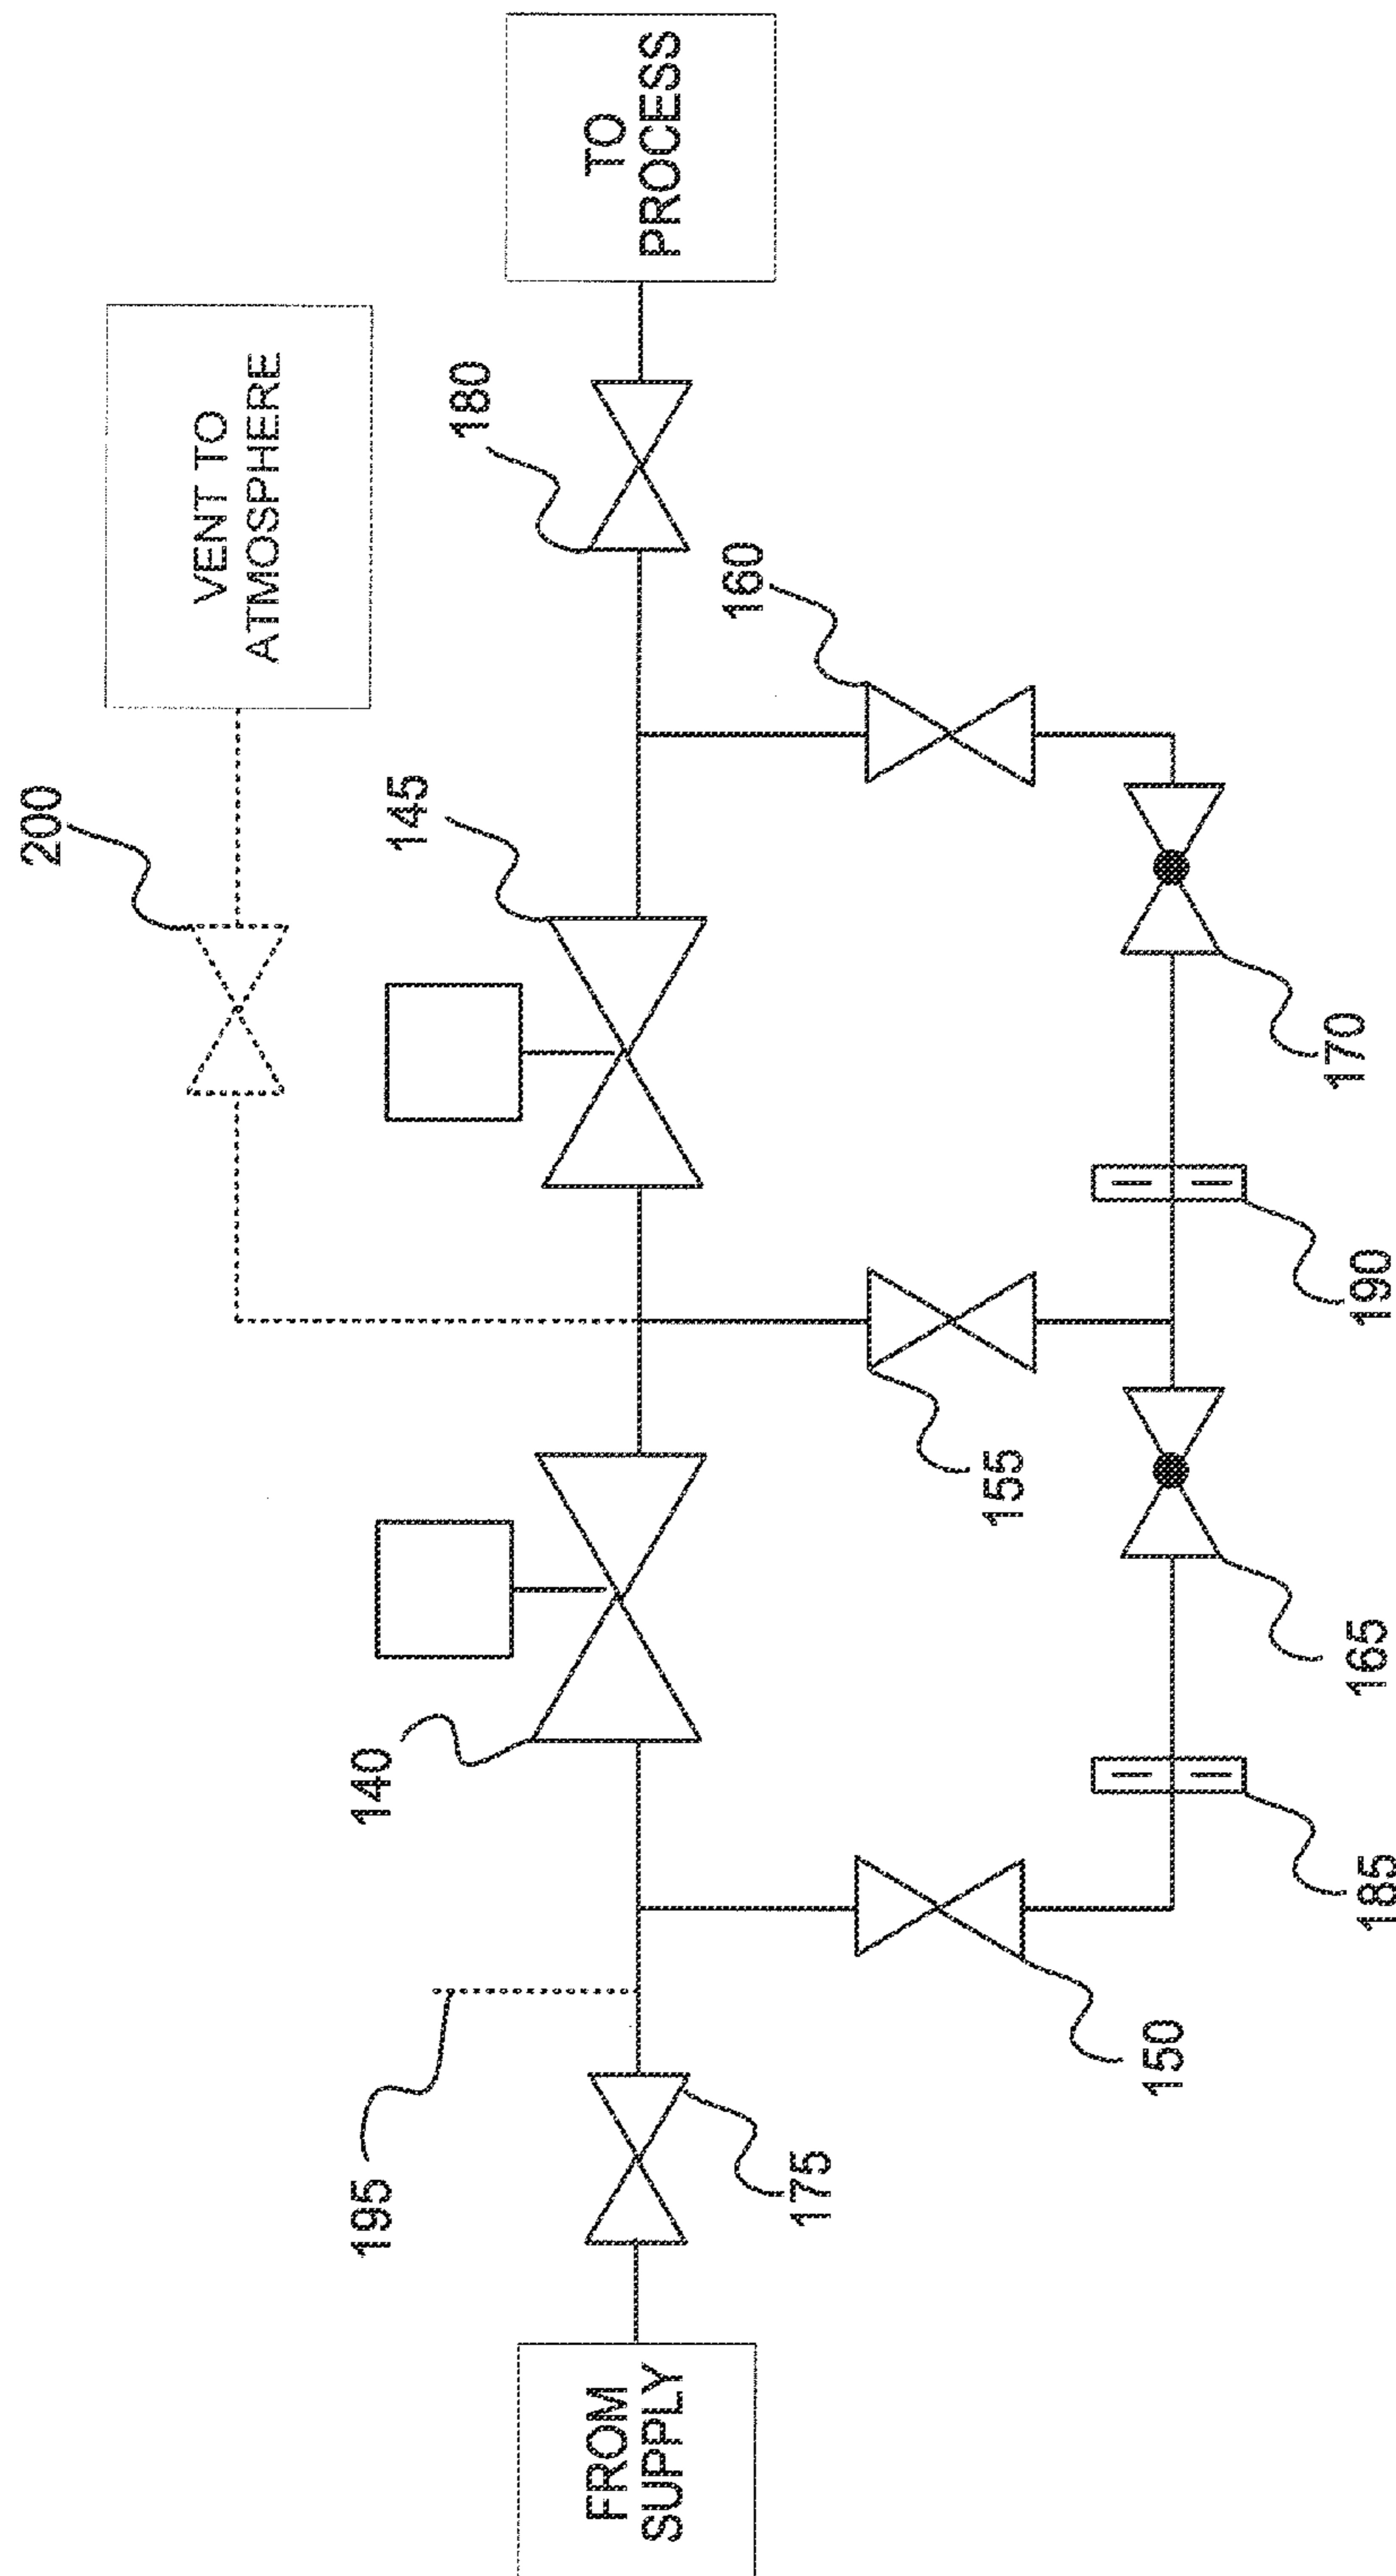 200
VENT TO
ATMOSPHERE
195
140
145
180
FROM
SUPPLY
TO
PROCESS
175
155
160
150
185
165
190
170